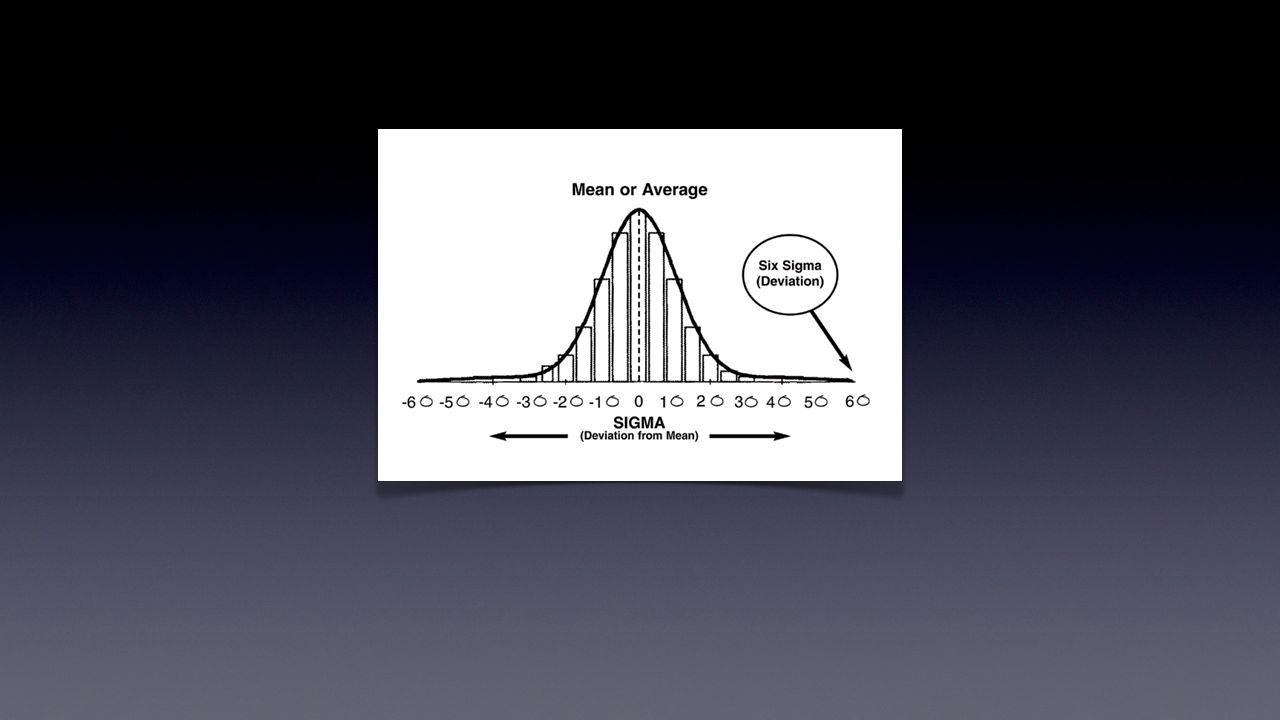 Mean or Average
Six Sigma
(Deviation)
-6σ -5σ -4σ -3σ -2σ -1σ 0 1σ 2σ 3σ 4σ 5σ 6σ
SIGMA
(Deviation from Mean)